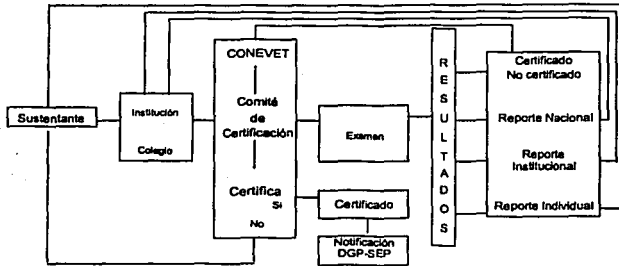 Sustentante
Institución
Colegio
CONEVET
Comité
de
Certificación
Certifica
Si
No
Examen
Certificado
Notificación
DGP-SEP
RESULTADOS
Certificado
No certificado
Reporte Nacional
Reporte
Institucional
Reporte Individual